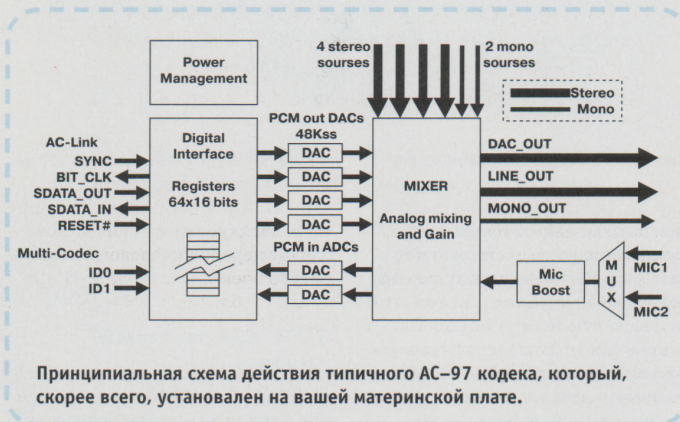 Power
Management
4 stereo
sourses
2 mono
sourses
Stereo
Mono
AC-Link
SYNC
BIT_CLK
SDATA_OUT
SDATA_IN
RESET#
Multi-Codec
ID0
ID1
Digital
Interface
Registers
64x16 bits
PCM out DACs
48Kss
DAC
DAC
DAC
DAC
PCM in ADCs
DAC
DAC
MIXER
Analog mixing
and Gain
DAC_OUT
LINE_OUT
MONO_OUT
Mic
Boost
MUX
MIC1
MIC2
Принципиальная схема действия типичного AC–97 кодека, который,
скорее всего, установален на вашей материнской плате.